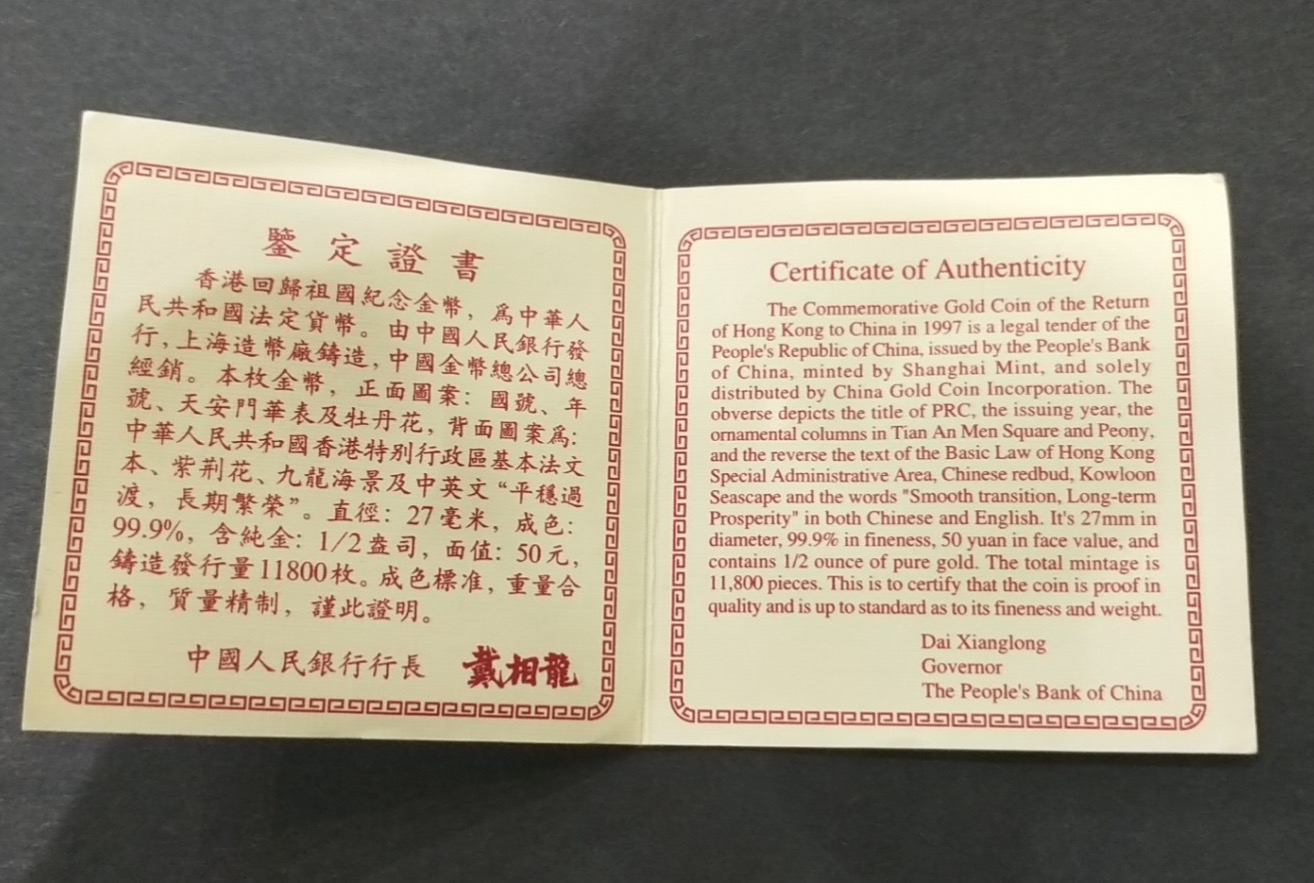 鑒定證書
香港回歸祖國紀念金幣，爲中華人
民共和國法定貨幣。由中國人民銀行發
行，上海造幣廠鑄造，中國金幣總公司總
經銷。本枚金幣，正面圖案：國號、年
號、天安門華表及牡丹花，背面圖案爲：
中華人民共和國香港特别行政區基本法文
本、紫荆花、九龍海景及中英文“平穩過
渡，長期繁榮”。直徑：27毫米，成色：
99.9%，含純金：1/2盎司，面值：50元，
鑄造發行量11800枚。成色標准，重量合
格，質量精制，謹此證明。
中國人民銀行行長 戴相龍
Certificate of Authenticity
The Commemorative Gold Coin of the Return
of Hong Kong to China in 1997 is a legal tender of the
People's Republic of China, issued by the People's Bank
of China, minted by Shanghai Mint, and solely
distributed by China Gold Coin Incorporation. The
obverse depicts the title of PRC, the issuing year, the
ornamental columns in Tian An Men Square and Peony,
and the reverse the text of the Basic Law of Hong Kong
Special Administrative Area, Chinese redbud, Kowloon
Seascape and the words "Smooth transition, Long-term
Prosperity" in both Chinese and English. It's 27mm in
diameter, 99.9% in fineness, 50 yuan in face value, and
contains 1/2 ounce of pure gold. The total mintage is
11,800 pieces. This is to certify that the coin is proof in
quality and is up to standard as to its fineness and weight.
Dai Xianglong
Governor
The People's Bank of China